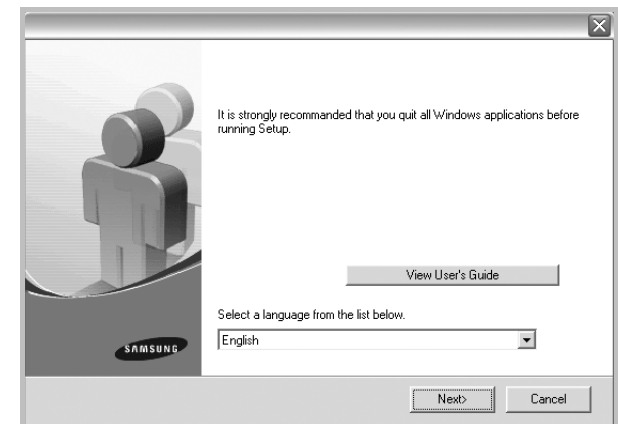 It is strongly recommanded that you quit all Windows applications before
running Setup.
View User's Guide
Select a language from the list below.
English
SAMSUNG
Next>
Cancel